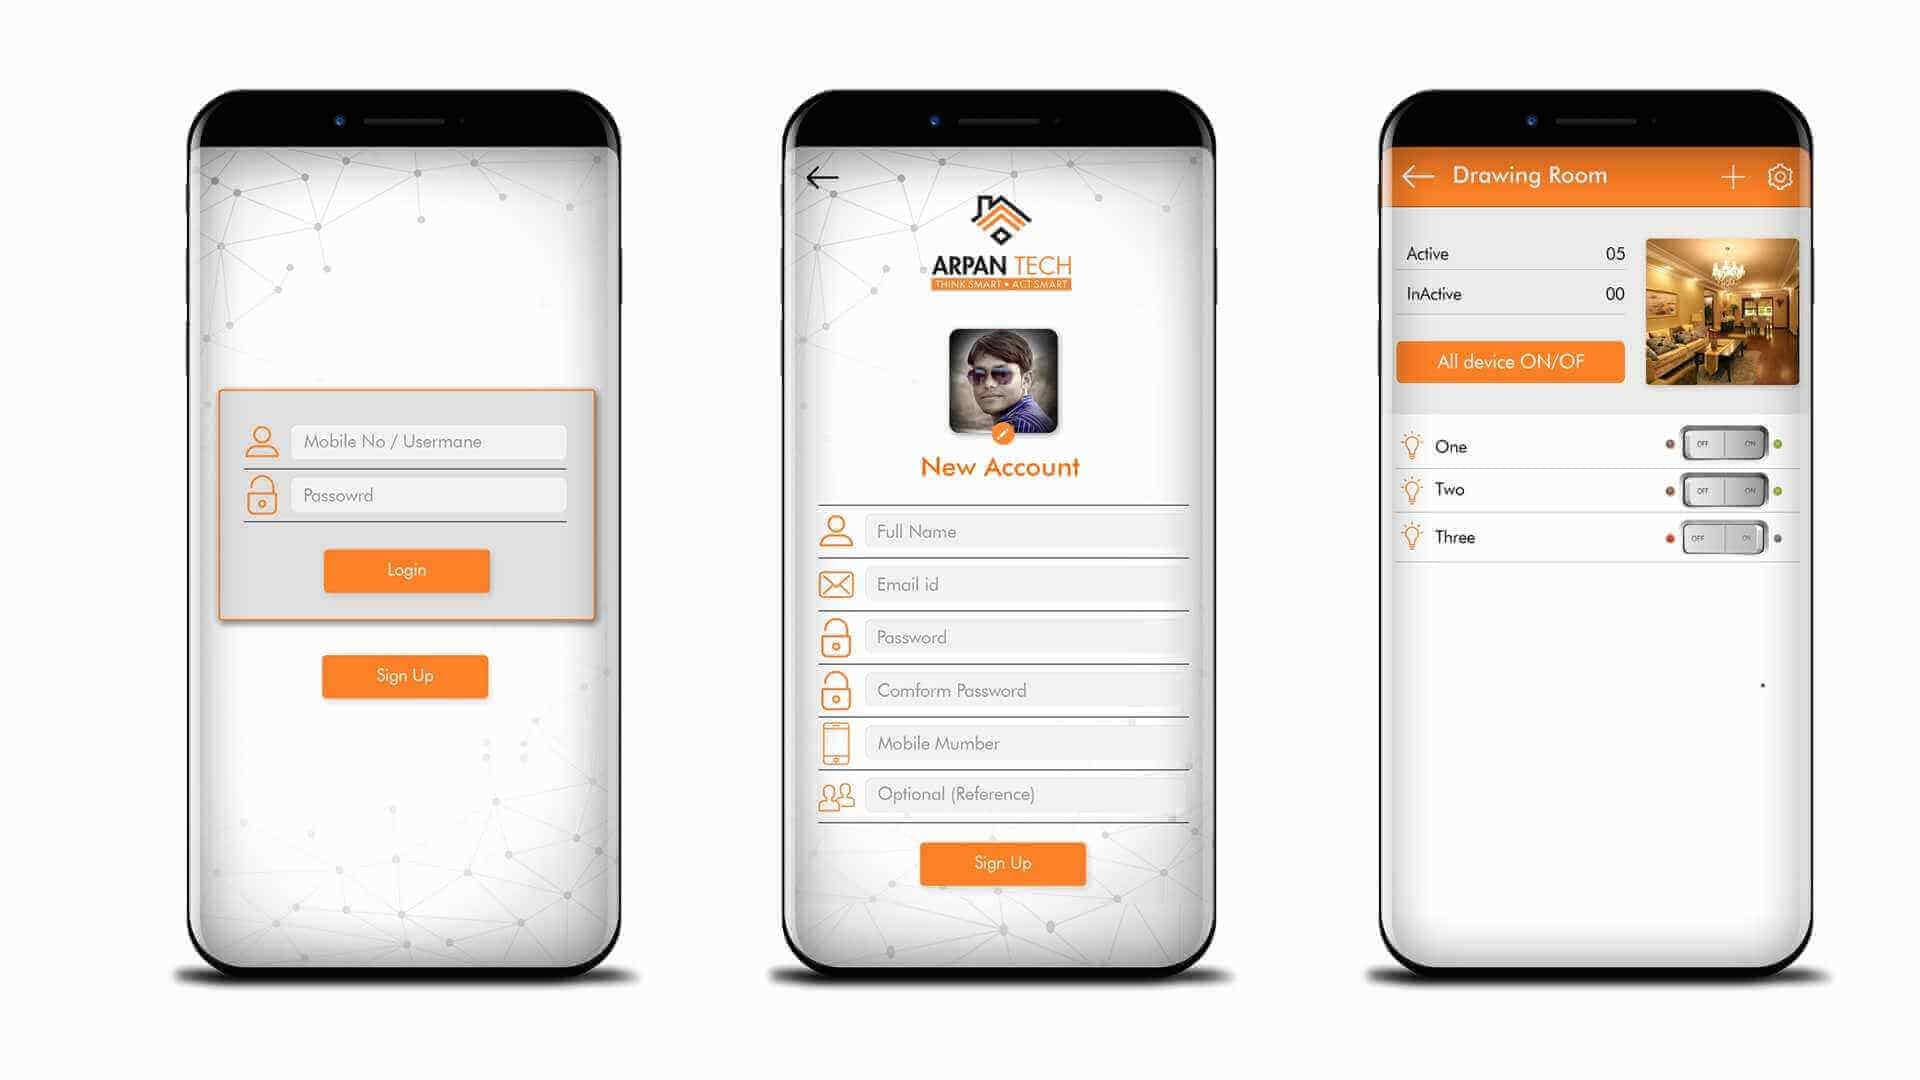 Mobile No / Usermane
Passowrd
Login
Sign Up
ARPAN TECH
THINK SMART • ACT SMART
New Account
Full Name
Email id
Password
Comform Password
Mobile Mumber
Optional (Reference)
Sign Up
Drawing Room
Active 05
InActive 00
All device ON/OF
One OFF ON
Two OFF ON
Three OFF ON